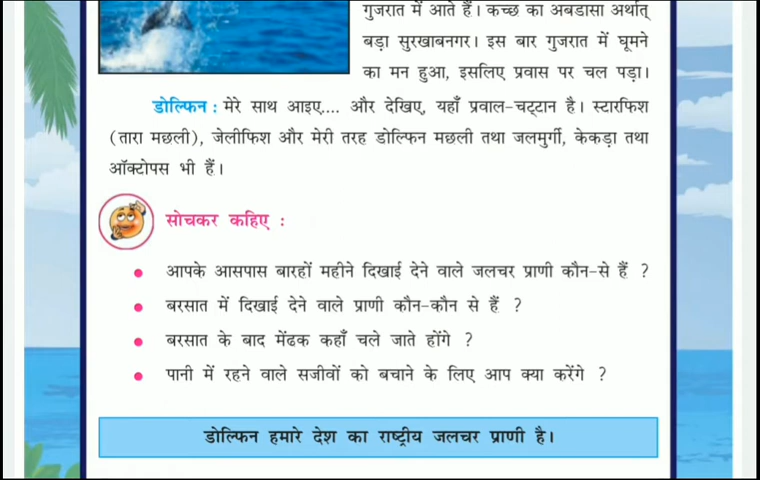 गुजरात में आते हैं। कच्छ का अबडासा अर्थात्
बड़ा सुरखाबनगर। इस बार गुजरात में घूमने
का मन हुआ, इसलिए प्रवास पर चल पड़ा।
डोल्फिन : मेरे साथ आइए.... और देखिए, यहाँ प्रवाल-चट्टान है। स्टारफिश
(तारा मछली), जेलीफिश और मेरी तरह डोल्फिन मछली तथा जलमुर्गी, केकड़ा तथा
ऑक्टोपस भी हैं।
सोचकर कहिए :
• आपके आसपास बारहों महीने दिखाई देने वाले जलचर प्राणी कौन-से हैं ?
• बरसात में दिखाई देने वाले प्राणी कौन-कौन से हैं ?
• बरसात के बाद मेंढक कहाँ चले जाते होंगे ?
• पानी में रहने वाले सजीवों को बचाने के लिए आप क्या करेंगे ?
डोल्फिन हमारे देश का राष्ट्रीय जलचर प्राणी है।